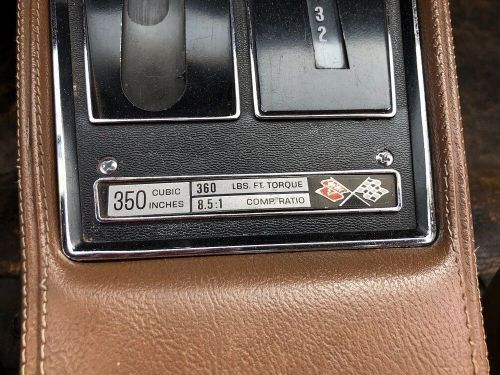 3
2
350 CUBIC INCHES
360 LBS. FT. TORQUE
8.5:1 COMP. RATIO